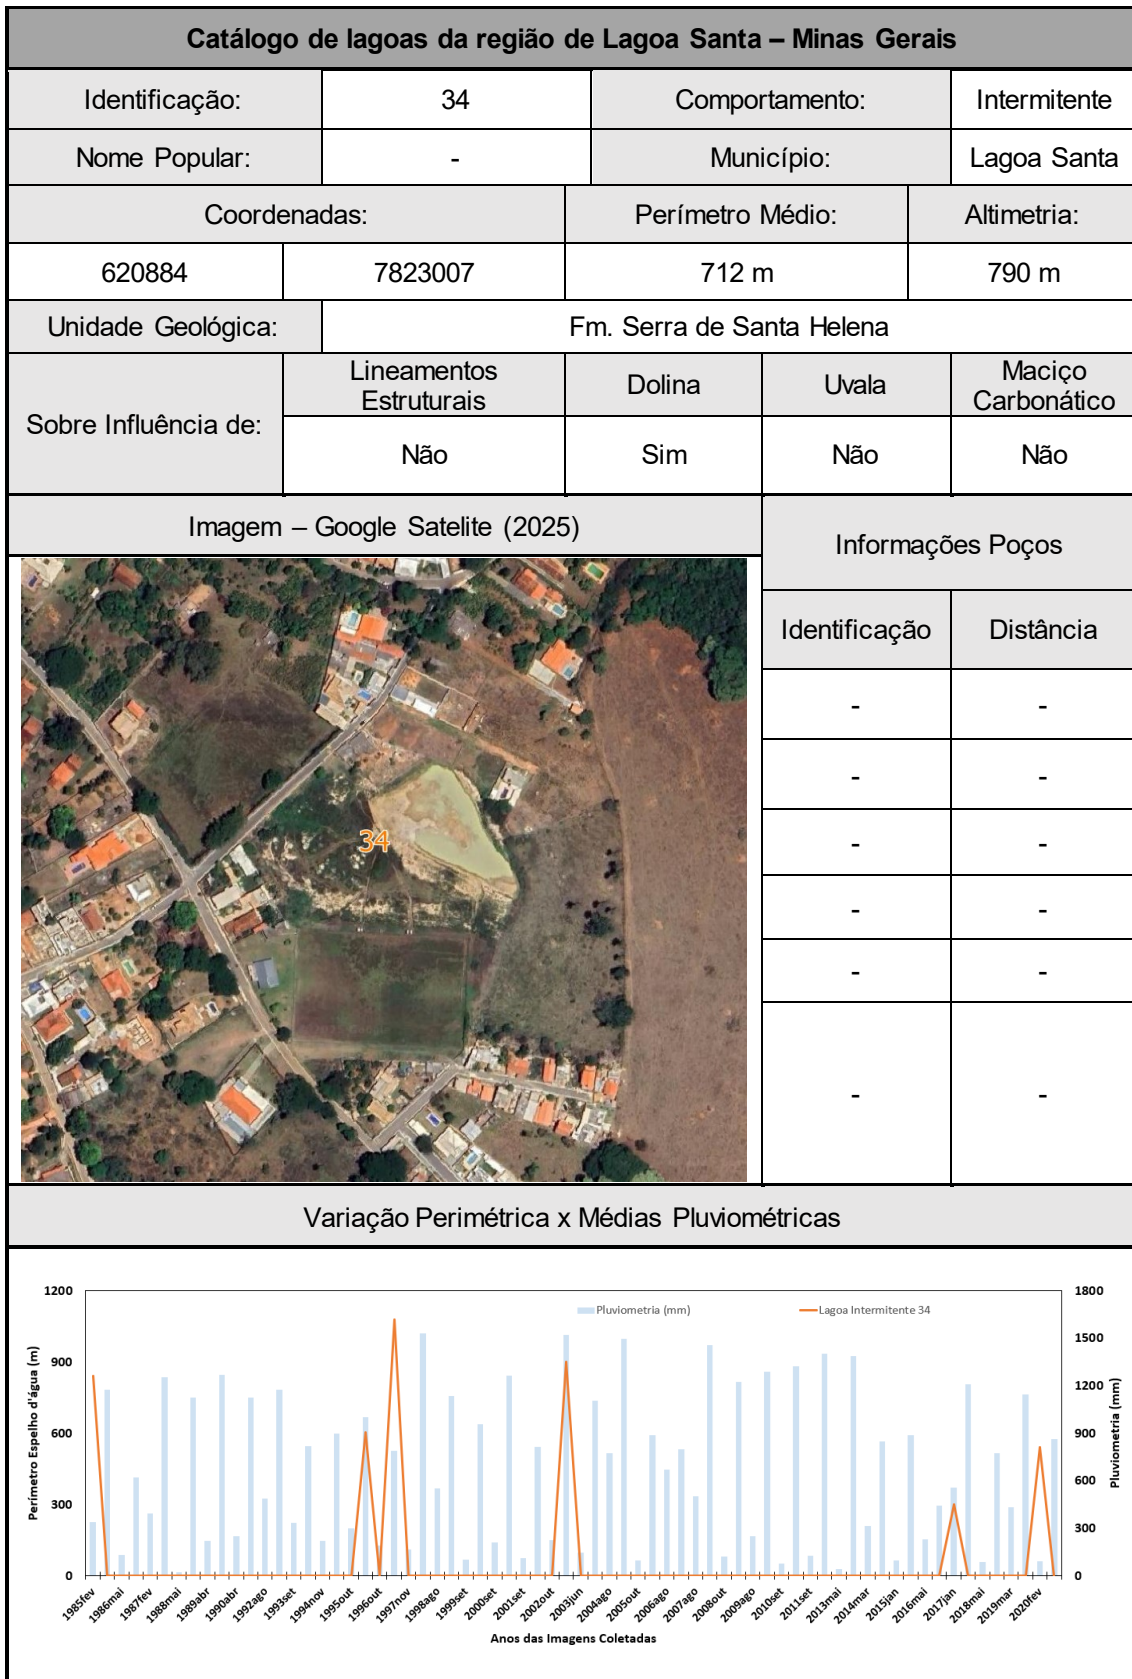 Catálogo de lagoas da região de Lagoa Santa – Minas Gerais
Identificação: 34 Comportamento: Intermitente
Nome Popular: - Município: Lagoa Santa
Coordenadas: Perímetro Médio: Altimetria:
620884 7823007 712 m 790 m
Unidade Geológica: Fm. Serra de Santa Helena
Sobre Influência de:
Lineamentos Estruturais Dolina Uvala Maciço Carbonático
Não Sim Não Não
Imagem – Google Satelite (2025)
Informações Poços
Identificação Distância
- -
- -
- -
- -
- -
- -
34
Variação Perimétrica x Médias Pluviométricas
Pluviometria (mm) Lagoa Intermitente 34
Perímetro Espelho d'água (m)
1200
900
600
300
0
1800
1500
1200
900
600
300
0
Pluviometria (mm)
1985fev 1986mai 1987fev 1988mai 1989abr 1990abr 1992ago 1993set 1994nov 1995out 1996out 1997nov 1998ago 1999set 2000set 2001set 2002out 2003jun 2004ago 2005out 2006ago 2007ago 2008out 2009ago 2010set 2011set 2013mai 2014mar 2015jan 2016mai 2017jan 2018mai 2019mar 2020fev
Anos das Imagens Coletadas